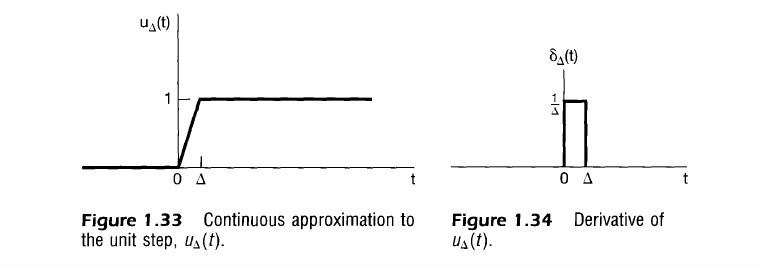 u_Δ(t)
1
0 Δ t
Figure 1.33 Continuous approximation to
the unit step, u_Δ(t).
δ_Δ(t)
1/Δ
0 Δ t
Figure 1.34 Derivative of
u_Δ(t).